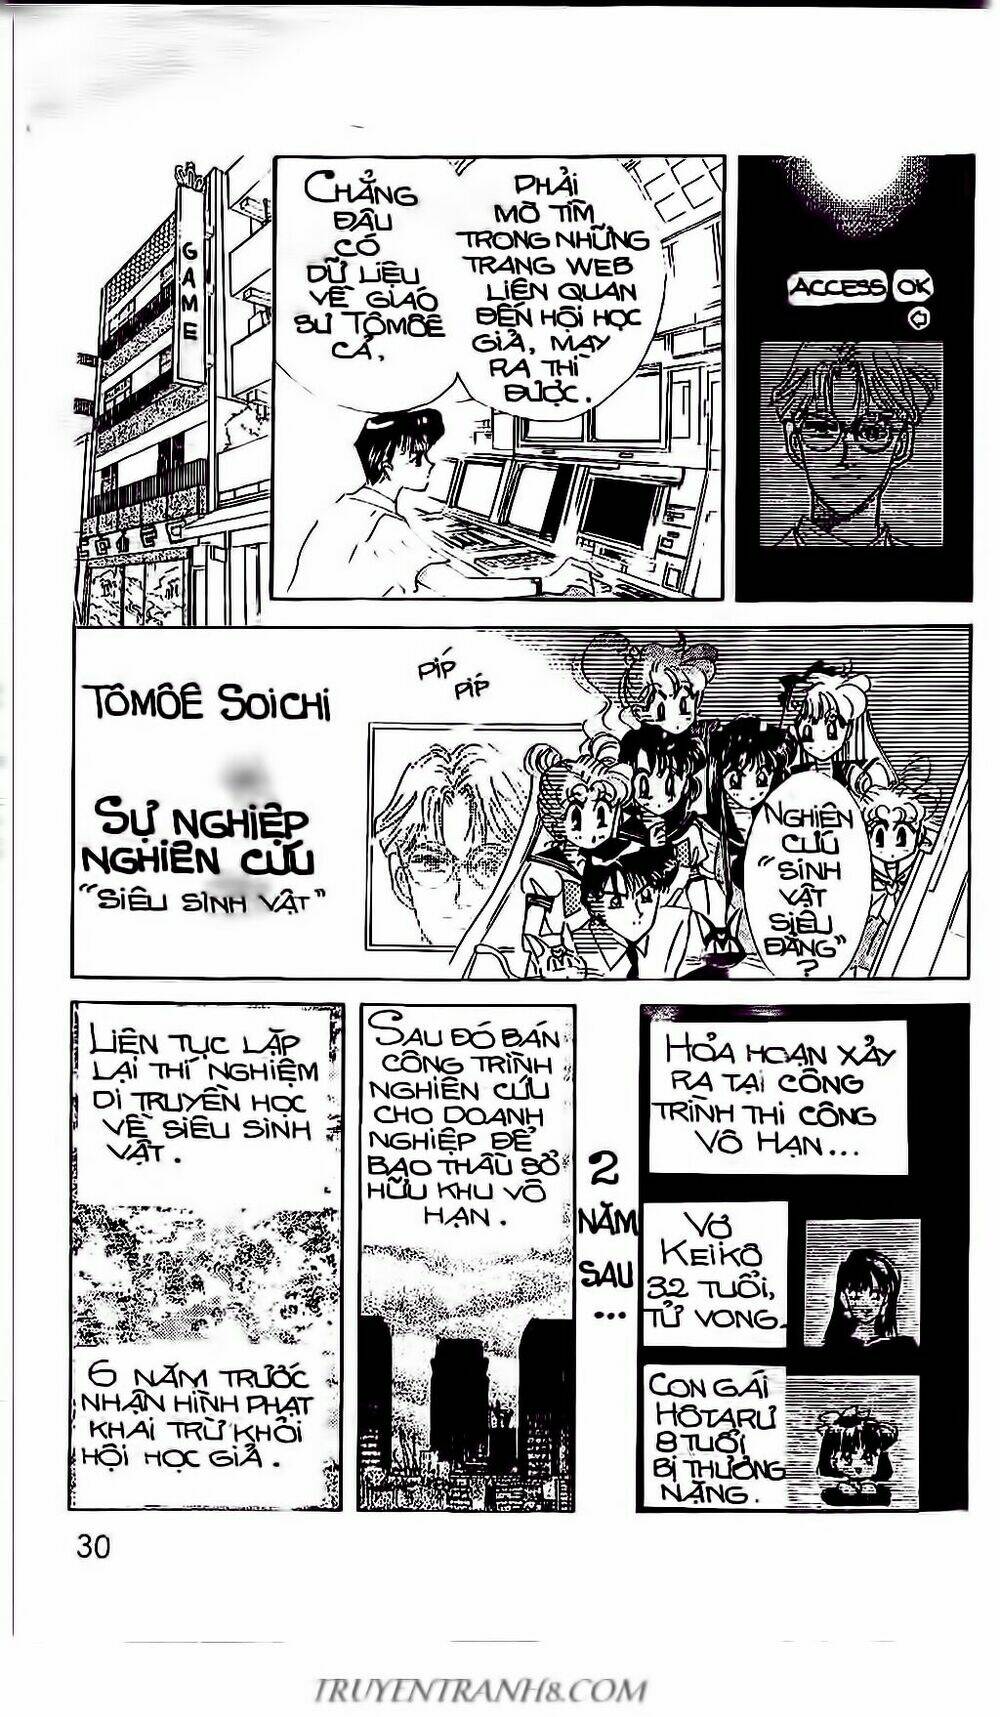 GAME
CHẲNG
ĐÂU
CÓ
DỮ LIỆU
VỀ GIÁO
SƯ TÔMÔÊ
CẢ.
PHẢI
MÒ TÌM
TRONG NHỮNG
TRANG WEB
LIÊN QUAN
ĐẾN HỘI HỌC
GIẢ, MAY
RA THÌ
ĐƯỢC.
ACCESS OK
TÔMÔÊ SOICHI
SỰ NGHIỆP
NGHIÊN CỨU
"SIÊU SINH VẬT"
PÍP
PÍP
NGHIÊN
CỨU
"SINH
VẬT
SIÊU
ĐẲNG"
?
LIÊN TỤC LẶP
LẠI THÍ NGHIỆM
DI TRUYỀN HỌC
VỀ SIÊU SINH
VẬT.
6 NĂM TRƯỚC
NHẬN HÌNH PHẠT
KHAI TRỪ KHỎI
HỘI HỌC GIẢ.
SAU ĐÓ BÁN
CÔNG TRÌNH
NGHIÊN CỨU
CHO DOANH
NGHIỆP ĐỂ
BAO THẦU SỞ
HỮU KHU VÔ
HẠN.
2
NĂM
SAU
...
HỎA HOẠN XẢY
RA TẠI CÔNG
TRÌNH THI CÔNG
VÔ HẠN...
VỢ
KEIKÔ
32 TUỔI,
TỬ VONG.
CON GÁI
HÔTARƯ
8 TUỔI
BỊ THƯƠNG
NẶNG.
30
TRUYENTRANH8.COM